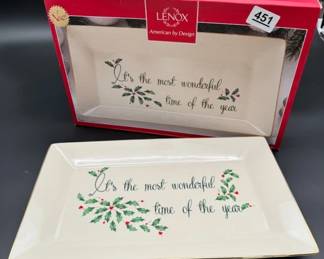 LENOX
American by Design
451
It's the most wonderful
time of the year
It's the most wonderful
time of the year